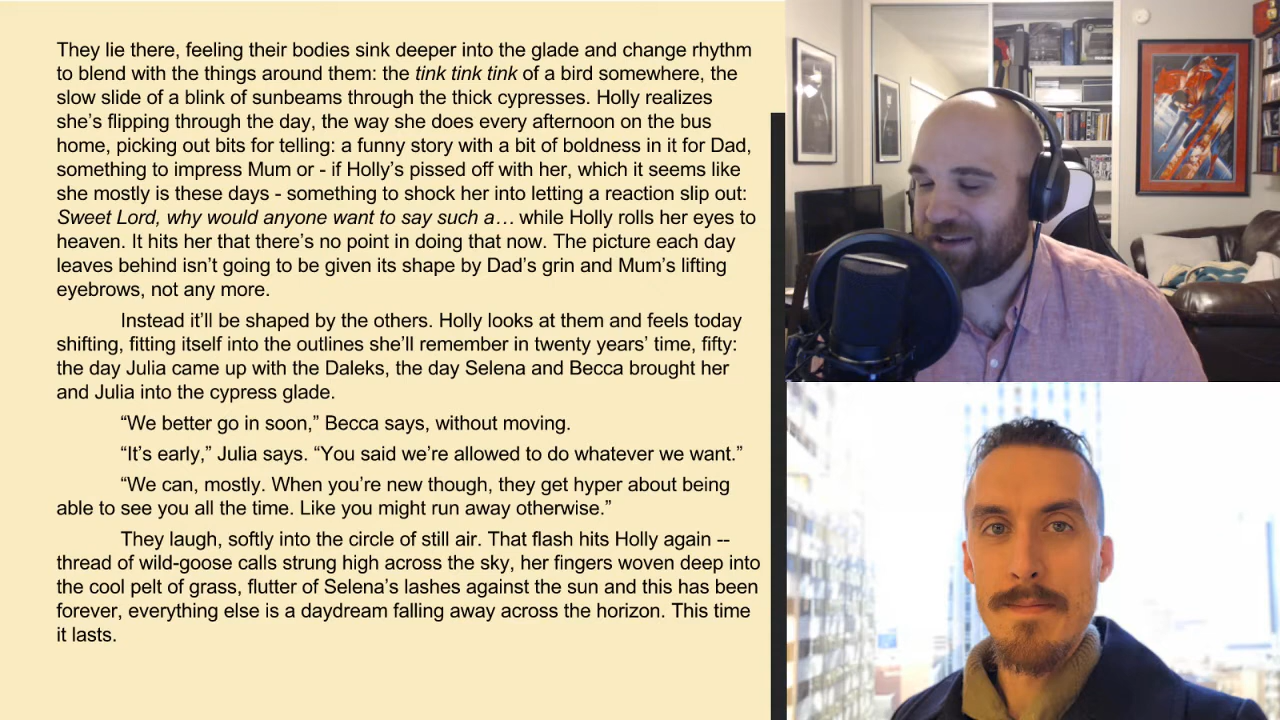 They lie there, feeling their bodies sink deeper into the glade and change rhythm
to blend with the things around them: the tink tink tink of a bird somewhere, the
slow slide of a blink of sunbeams through the thick cypresses. Holly realizes
she's flipping through the day, the way she does every afternoon on the bus
home, picking out bits for telling: a funny story with a bit of boldness in it for Dad,
something to impress Mum or - if Holly's pissed off with her, which it seems like
she mostly is these days - something to shock her into letting a reaction slip out:
Sweet Lord, why would anyone want to say such a… while Holly rolls her eyes to
heaven. It hits her that there's no point in doing that now. The picture each day
leaves behind isn't going to be given its shape by Dad's grin and Mum's lifting
eyebrows, not any more.
Instead it'll be shaped by the others. Holly looks at them and feels today
shifting, fitting itself into the outlines she'll remember in twenty years' time, fifty:
the day Julia came up with the Daleks, the day Selena and Becca brought her
and Julia into the cypress glade.
“We better go in soon,” Becca says, without moving.
“It's early,” Julia says. “You said we're allowed to do whatever we want.”
“We can, mostly. When you're new though, they get hyper about being
able to see you all the time. Like you might run away otherwise.”
They laugh, softly into the circle of still air. That flash hits Holly again --
thread of wild-goose calls strung high across the sky, her fingers woven deep into
the cool pelt of grass, flutter of Selena's lashes against the sun and this has been
forever, everything else is a daydream falling away across the horizon. This time
it lasts.